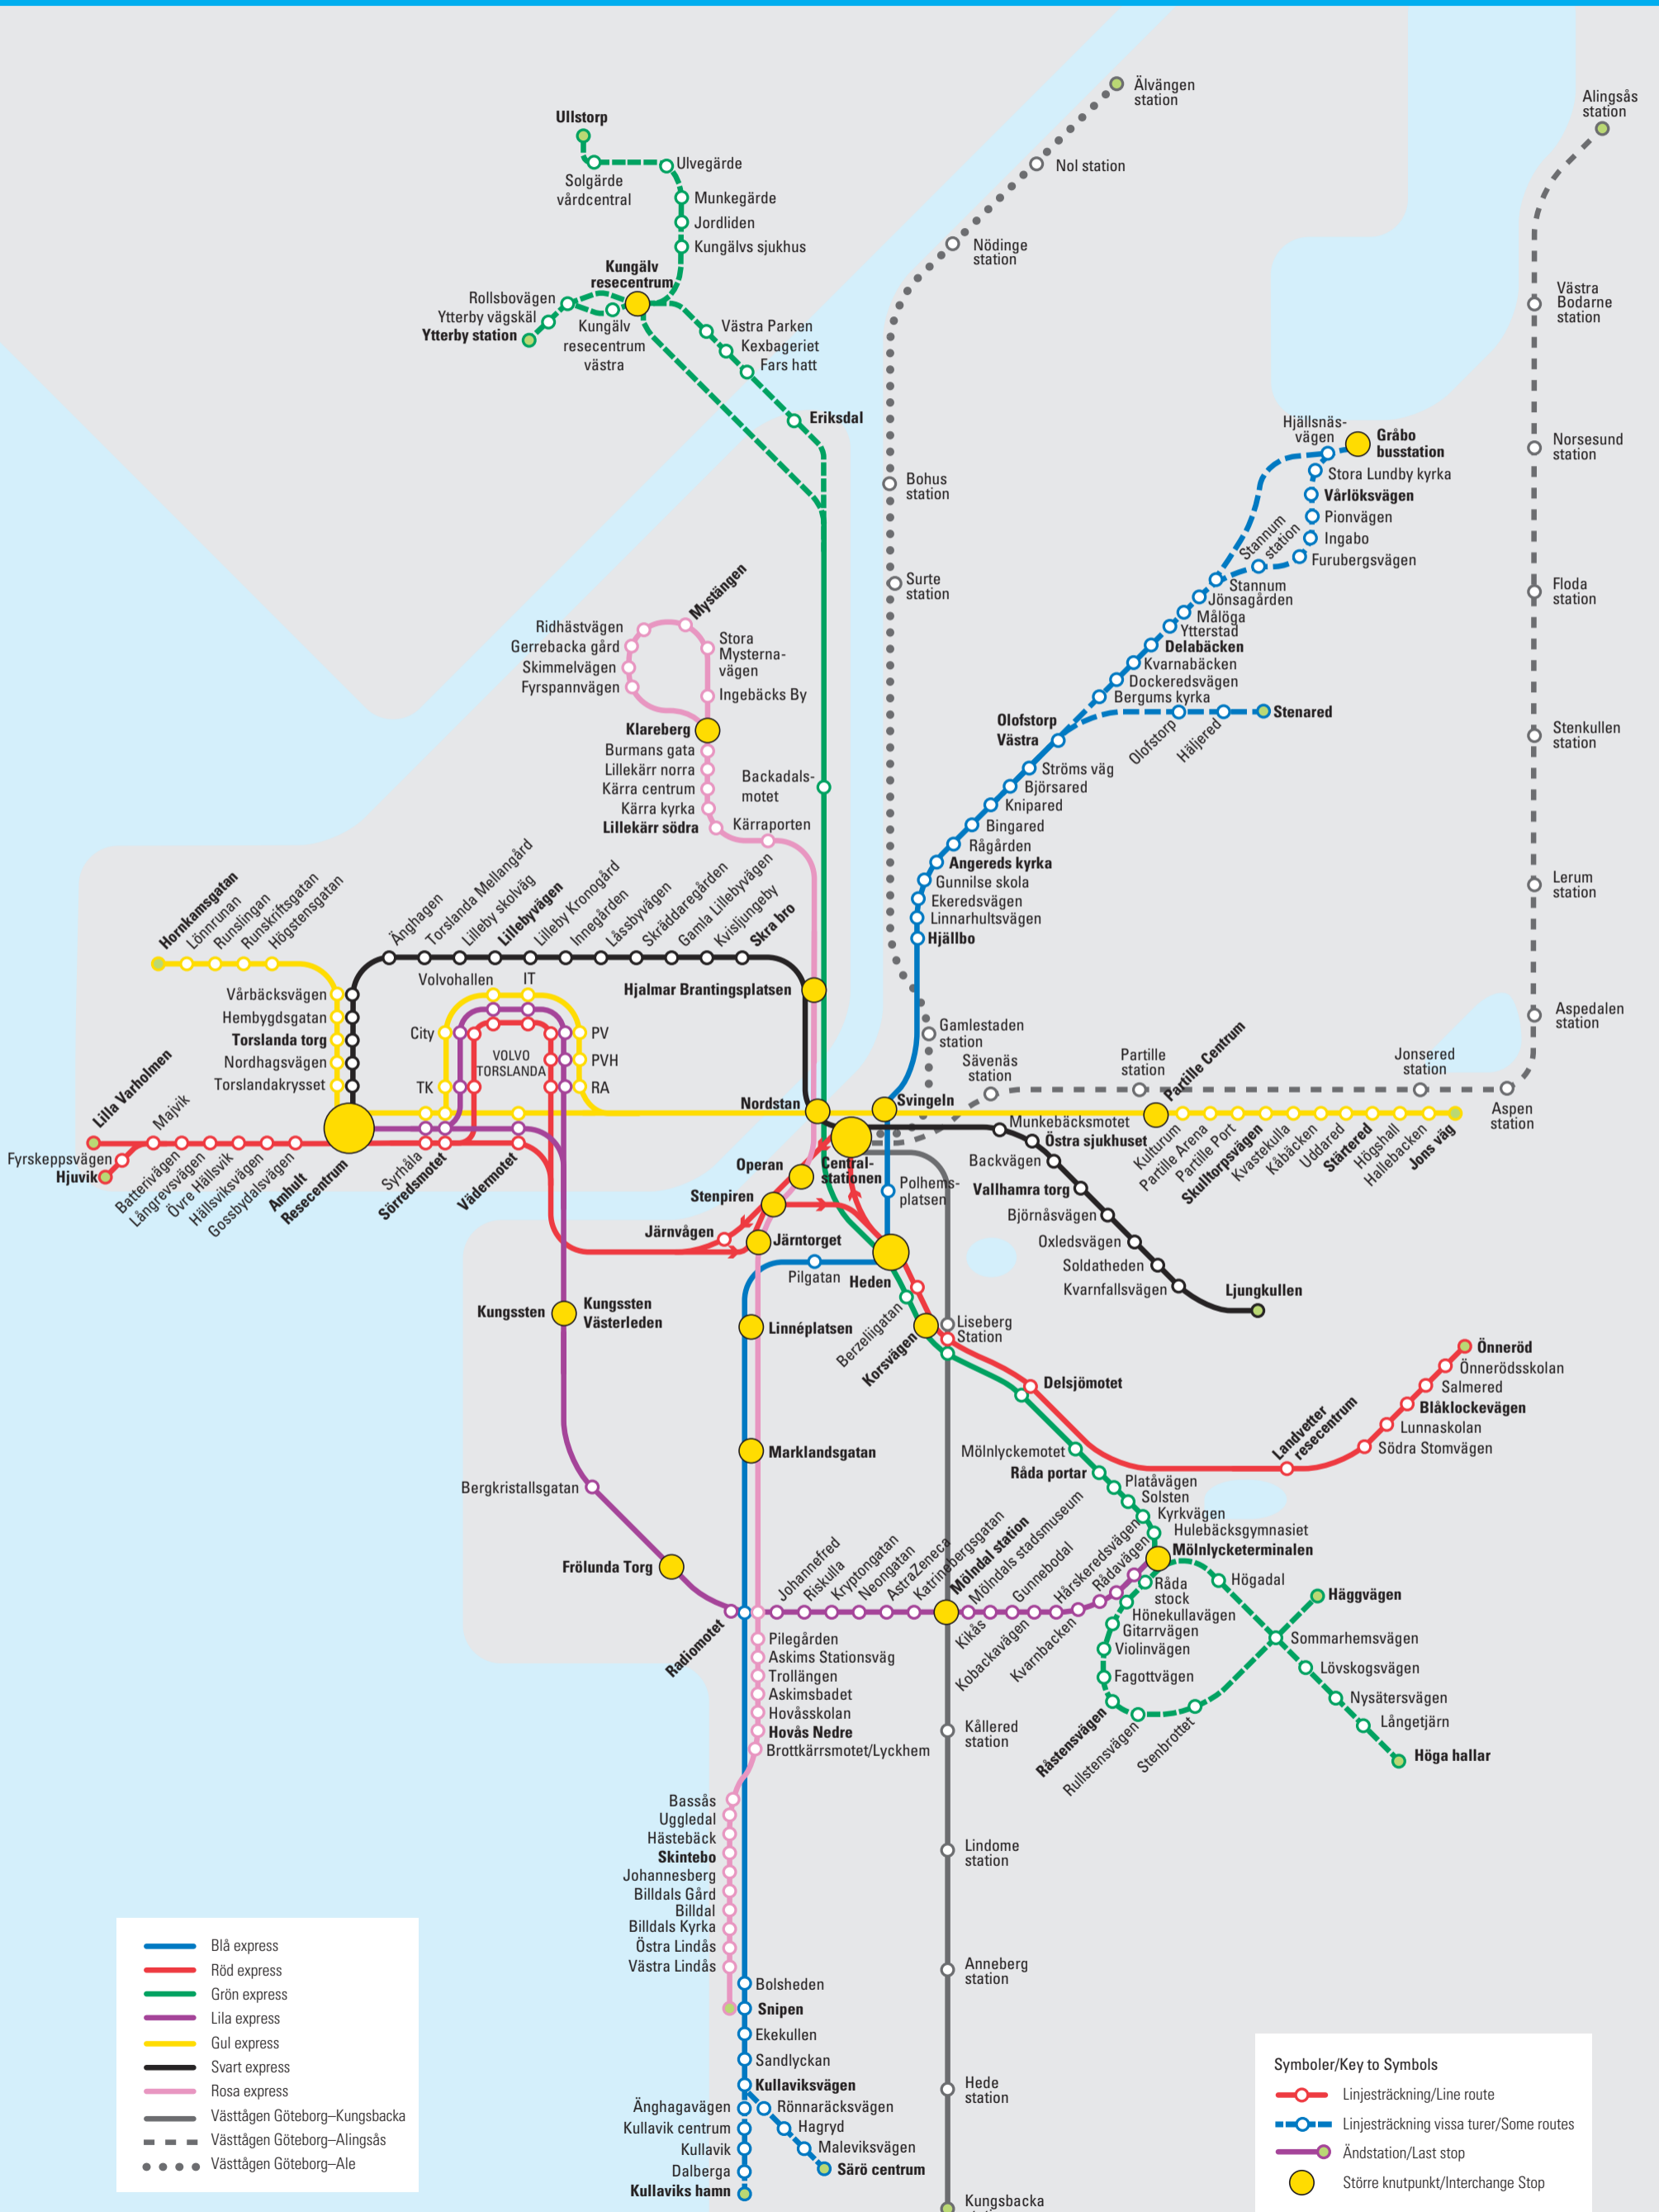 Älvängen
station
Alingsås
station
Ullstorp
Nol station
Ulvegärde
Solgärde
vårdcentral
Munkegärde
Jordliden
Kungälvs sjukhus
Nödinge
station
Kungälv
resecentrum
Rollsbovägen
Ytterby vägskäl
Ytterby station
Kungälv
resecentrum
västra
Västra
Bodarne
station
Västra Parken
Kexbageriet
Fars hatt
Eriksdal
Hjällsnäs-
vägen
Gråbo
busstation
Norsesund
station
Stora Lundby kyrka
Vårlöksvägen
Pionvägen
Ingabo
Furubergsvägen
Bohus
station
Stannum
station
Surte
station
Floda
station
Stannum
Jönsagården
Målöga
Ytterstad
Delabäcken
Kvarnabäcken
Dockeredsvägen
Bergums kyrka
Mystängen
Ridhästvägen
Gerrebacka gård
Skimmelvägen
Fyrspannvägen
Stora
Mysterna-
vägen
Ingebäcks By
Klareberg
Burmans gata
Lillekärr norra
Kärra centrum
Kärra kyrka
Lillekärr södra
Kärraporten
Backadals-
motet
Olofstorp
Västra
Olofstorp
Häljered
Stenared
Stenkullen
station
Ströms väg
Björsared
Knipared
Bingared
Rågården
Angereds kyrka
Gunnilse skola
Ekeredsvägen
Linnarhultsvägen
Hjällbo
Lerum
station
Hornkamsgatan
Lönnrunan
Runslingan
Runskriftsgatan
Högstensgatan
Änghagen
Torslanda Mellangård
Lilleby skolväg
Lillebyvägen
Lilleby Kronogård
Innegården
Låssbyvägen
Skräddaregården
Gamla Lillebyvägen
Kvisljungeby
Skra bro
Volvohallen
IT
Hjalmar Brantingsplatsen
Vårbäcksvägen
Hembygdsgatan
Torslanda torg
Nordhagsvägen
Torslandakrysset
City
TK
VOLVO
TORSLANDA
PV
PVH
RA
Gamlestaden
station
Sävenäs
station
Partille
station
Partille Centrum
Jonsered
station
Aspedalen
station
Aspen
station
Lilla Varholmen
Majvik
Nordstan
Svingeln
Munkebäcksmotet
Östra sjukhuset
Backvägen
Vallhamra torg
Björnåsvägen
Oxledsvägen
Soldatheden
Kvarnfallsvägen
Ljungkullen
Kulturum
Partille Arena
Partille Port
Skulltorpsvägen
Kvastekulla
Kåbäcken
Uddared
Stärtered
Högshall
Hallebacken
Jons väg
Fyrskeppsvägen
Hjuvik
Batterivägen
Långrevsvägen
Övre Hällsvik
Hällsviksvägen
Gossbydalsvägen
Amhult
Resecentrum
Syrhåla
Sörredsmotet
Vädermotet
Operan
Central-
stationen
Stenpiren
Järnvågen
Järntorget
Polhems-
platsen
Pilgatan
Heden
Kungssten
Kungssten
Västerleden
Linnéplatsen
Berzeliigatan
Korsvägen
Liseberg
Station
Delsjömotet
Önneröd
Önnerödsskolan
Salmered
Blåklockevägen
Lunnaskolan
Södra Stomvägen
Landvetter
resecentrum
Marklandsgatan
Mölnlyckemotet
Råda portar
Platåvägen
Solsten
Kyrkvägen
Hulebäcksgymnasiet
Mölnlycketerminalen
Bergkristallsgatan
Frölunda Torg
Radiomotet
Johannefred
Riskulla
Kryptongatan
Neongatan
AstraZeneca
Katrinebergsgatan
Mölndal station
Mölndals stadsmuseum
Gunnebodal
Hårskeredsvägen
Rådavägen
Kikås
Kobackavägen
Kvarnbacken
Råda
stock
Hönekullavägen
Gitarrvägen
Violinvägen
Fagottvägen
Råstensvägen
Rullstensvägen
Stenbrottet
Högadal
Häggvägen
Sommarhemsvägen
Lövskogsvägen
Nysätersvägen
Långetjärn
Höga hallar
Pilegården
Askims Stationsväg
Trollängen
Askimsbadet
Hovåsskolan
Hovås Nedre
Brottkärrsmotet/Lyckhem
Kållered
station
Bassås
Uggledal
Hästebäck
Skintebo
Johannesberg
Billdals Gård
Billdal
Billdals Kyrka
Östra Lindås
Västra Lindås
Lindome
station
Anneberg
station
Bolsheden
Snipen
Ekekullen
Sandlyckan
Kullaviksvägen
Änghagavägen
Kullavik centrum
Kullavik
Dalberga
Kullaviks hamn
Rönnaräcksvägen
Hagryd
Maleviksvägen
Särö centrum
Hede
station
Kungsbacka
Blå express
Röd express
Grön express
Lila express
Gul express
Svart express
Rosa express
Västtågen Göteborg–Kungsbacka
Västtågen Göteborg–Alingsås
Västtågen Göteborg–Ale
Symboler/Key to Symbols
Linjesträckning/Line route
Linjesträckning vissa turer/Some routes
Ändstation/Last stop
Större knutpunkt/Interchange Stop